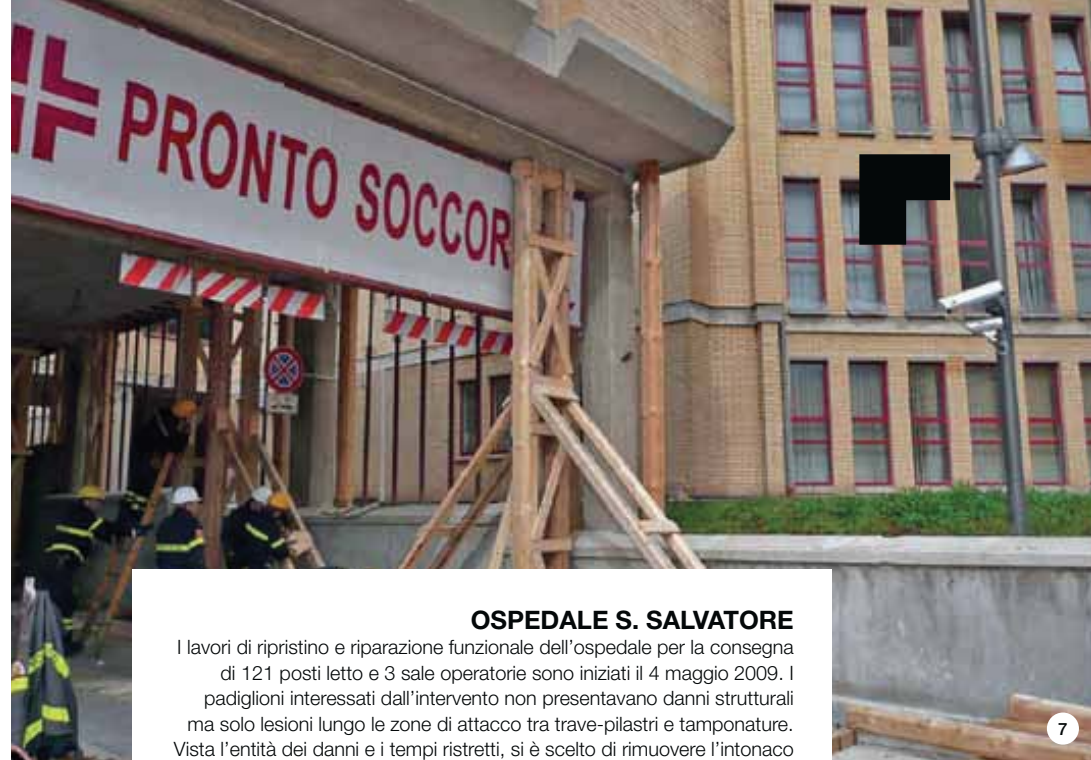 PRONTO SOCCOR
OSPEDALE S. SALVATORE
I lavori di ripristino e riparazione funzionale dell'ospedale per la consegna
di 121 posti letto e 3 sale operatorie sono iniziati il 4 maggio 2009. I
padiglioni interessati dall'intervento non presentavano danni strutturali
ma solo lesioni lungo le zone di attacco tra trave-pilastri e tamponature.
Vista l'entità dei danni e i tempi ristretti, si è scelto di rimuovere l'intonaco
7